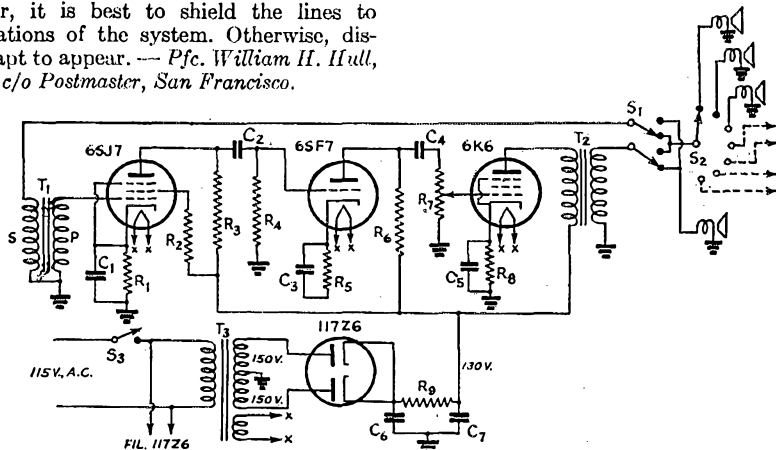 r, it is best to shield the lines to
ations of the system. Otherwise, dis-
apt to appear. — Pfc. William H. Hull,
c/o Postmaster, San Francisco.
6SJ7
C2
6SF7
C4
6K6
T2
S1
S2
T1
S
P
C1
R1
R2
R3
R4
C3
R5
R6
R7
C5
R8
x x
x x
x x
S3
T3
117Z6
115V., A.C.
150V.
150V.
130V.
R9
C6
C7
x
x
FIL. 117Z6